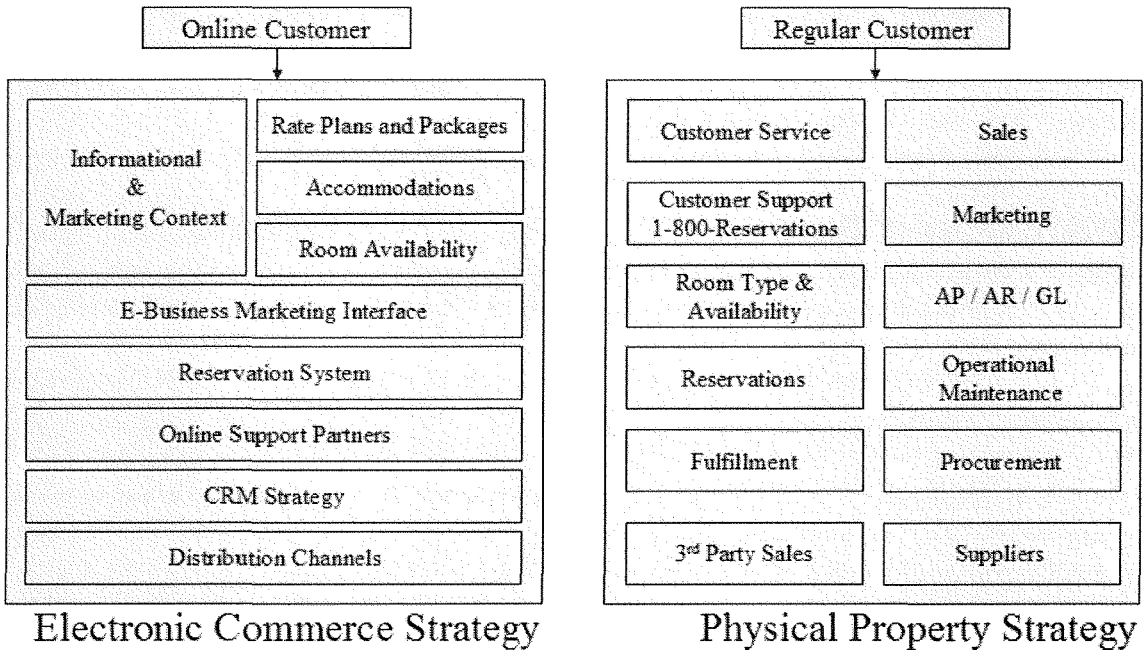 Online Customer
Informational
&
Marketing Context
Rate Plans and Packages
Accommodations
Room Availability
E-Business Marketing Interface
Reservation System
Online Support Partners
CRM Strategy
Distribution Channels
Electronic Commerce Strategy
Regular Customer
Customer Service
Sales
Customer Support
1-800-Reservations
Marketing
Room Type &
Availability
AP / AR / GL
Reservations
Operational
Maintenance
Fulfillment
Procurement
3rd Party Sales
Suppliers
Physical Property Strategy